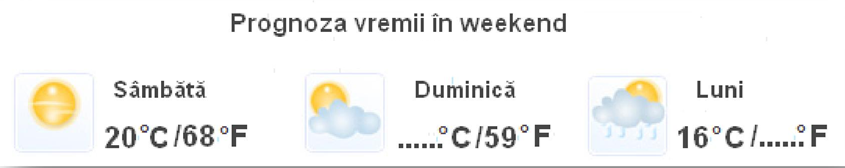 Prognoza vremii în weekend
Sâmbătă Duminică Luni
20°C/68°F ......°C/59°F 16°C/......°F